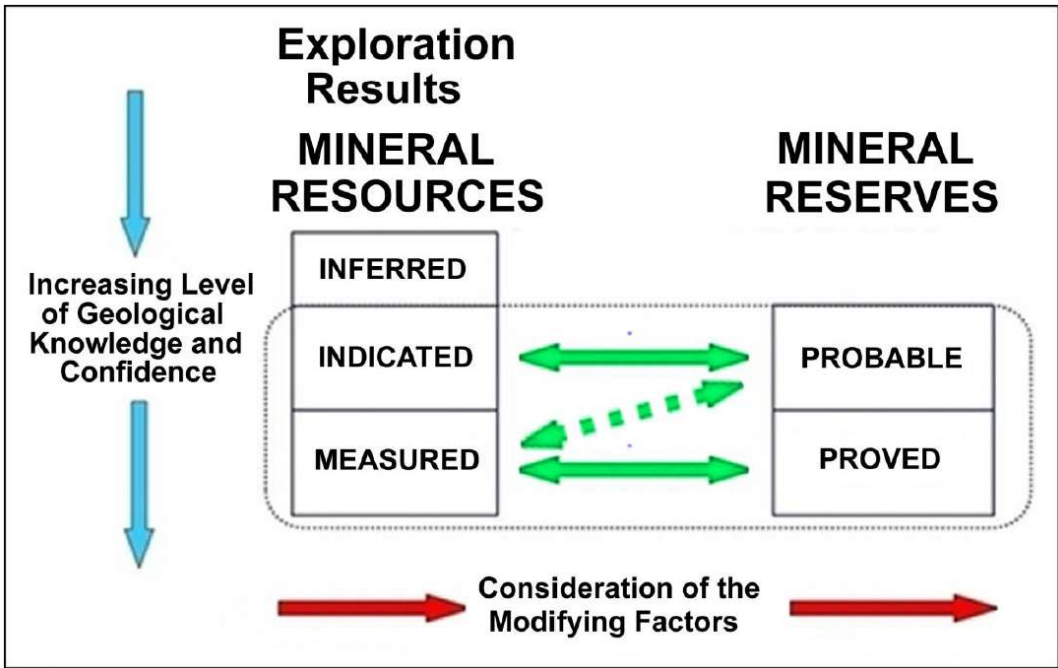 Exploration
Results
MINERAL
RESOURCES
MINERAL
RESERVES
Increasing Level
of Geological
Knowledge and
Confidence
INFERRED
INDICATED
MEASURED
PROBABLE
PROVED
Consideration of the
Modifying Factors